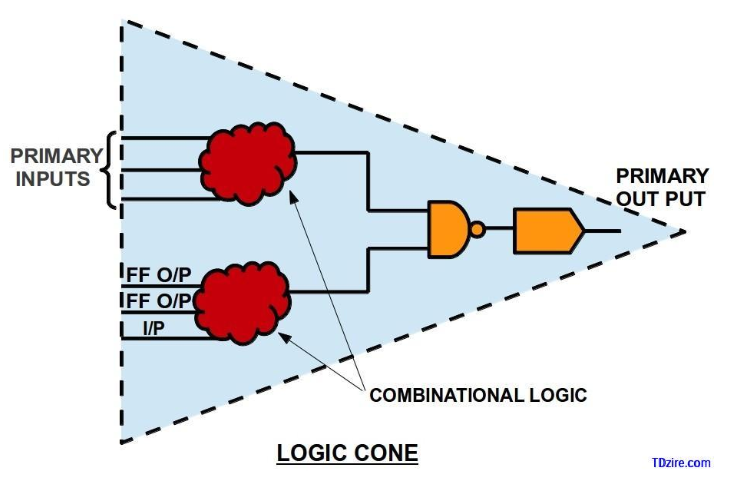 PRIMARY
INPUTS
PRIMARY
OUT PUT
FF O/P
FF O/P
I/P
COMBINATIONAL LOGIC
LOGIC CONE
TDzire.com